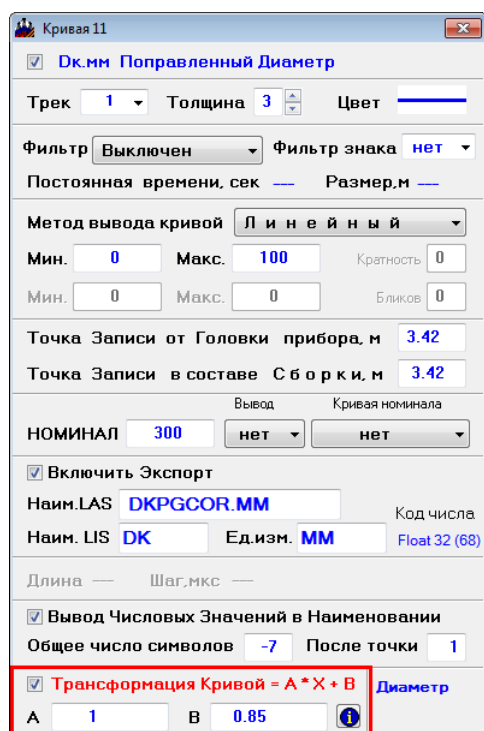 Кривая 11
Dк.мм Поправленный Диаметр
Трек 1 Толщина 3 Цвет
Фильтр Выключен Фильтр знака нет
Постоянная времени, сек --- Размер,м ---
Метод вывода кривой Л и н е й н ы й
Мин. 0 Макс. 100 Кратность 0
Мин. 0 Макс. 0 Бликов 0
Точка Записи от Головки прибора, м 3.42
Точка Записи в составе С б о р к и, м 3.42
Вывод Кривая номинала
НОМИНАЛ 300 нет нет
Включить Экспорт
Наим.LAS DKPGCOR.MM Код числа
Наим. LIS DK Ед.изм. MM Float 32 (68)
Длина --- Шаг,мкс ---
Вывод Числовых Значений в Наименовании
Общее число символов -7 После точки 1
Трансформация Кривой = A * X + B Диаметр
A 1 B 0.85